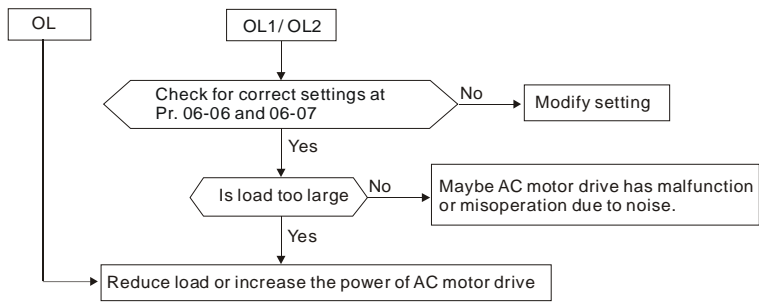 OL
OL1/ OL2
Check for correct settings at
Pr. 06-06 and 06-07
No
Modify setting
Yes
Is load too large
No
Maybe AC motor drive has malfunction
or misoperation due to noise.
Yes
Reduce load or increase the power of AC motor drive